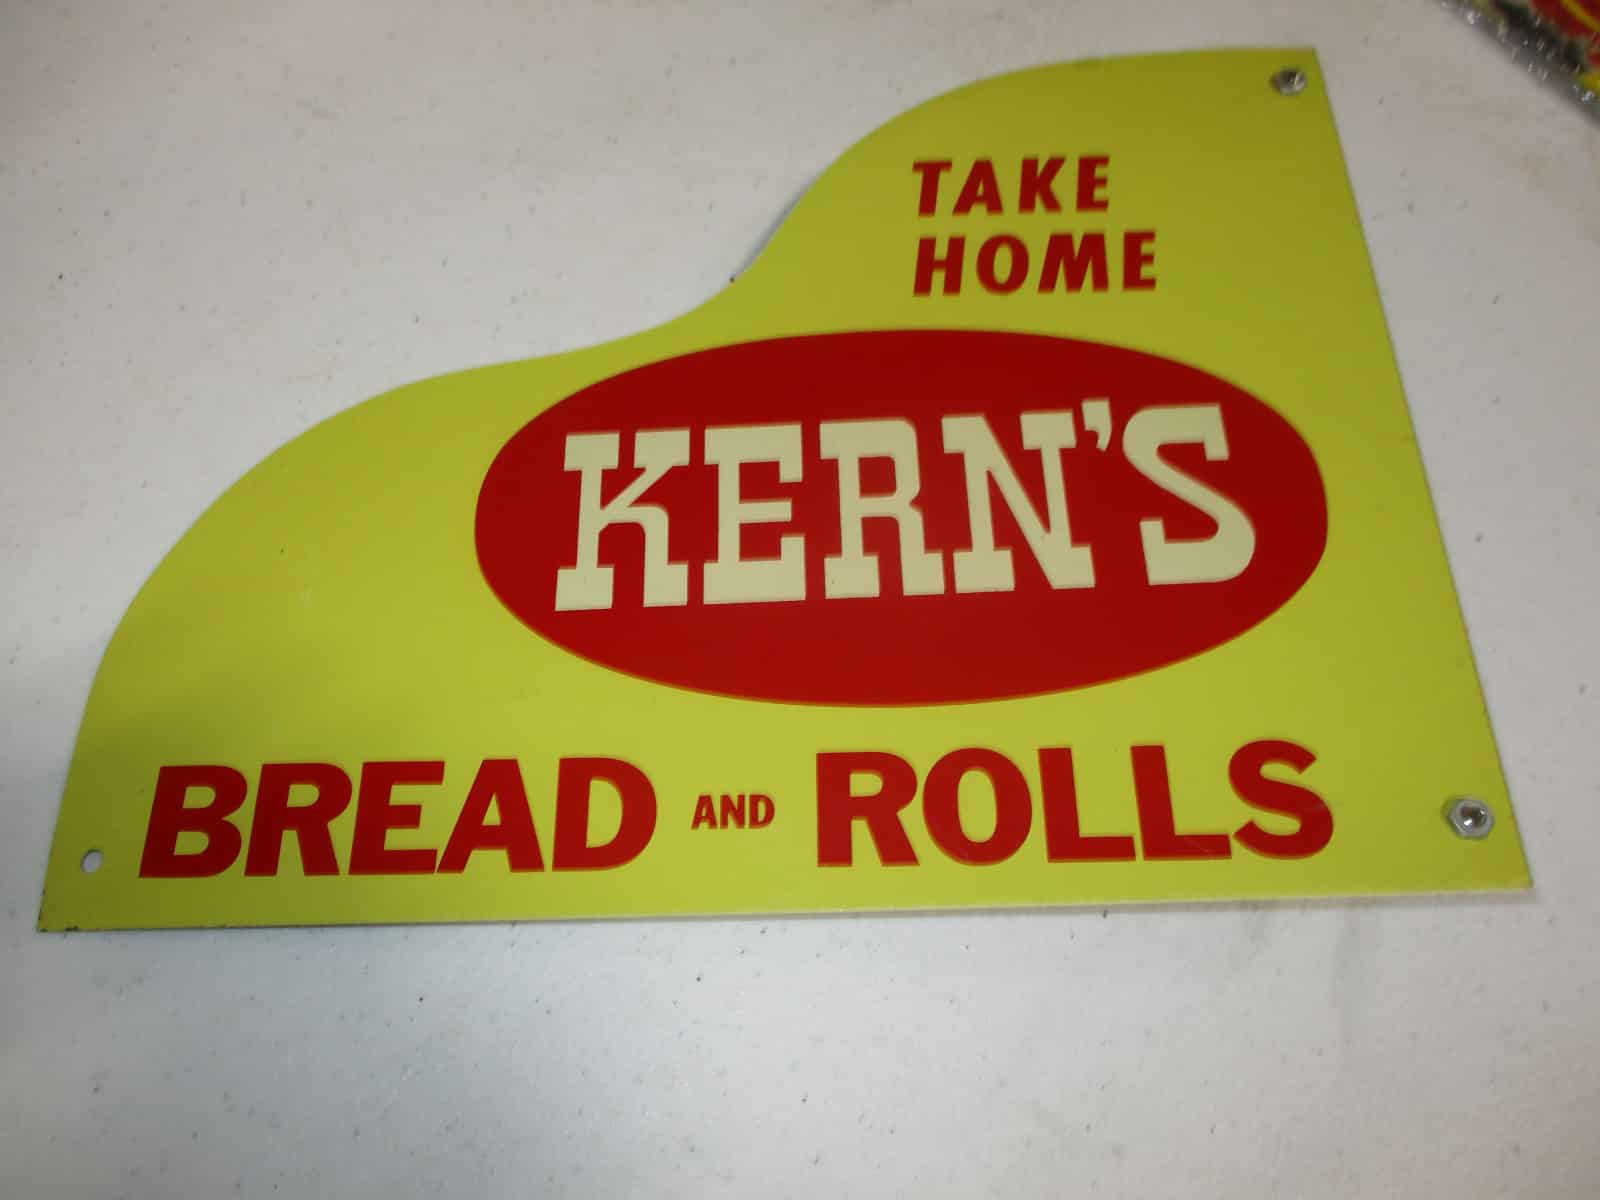 TAKE
HOME
KERN'S
BREAD AND ROLLS